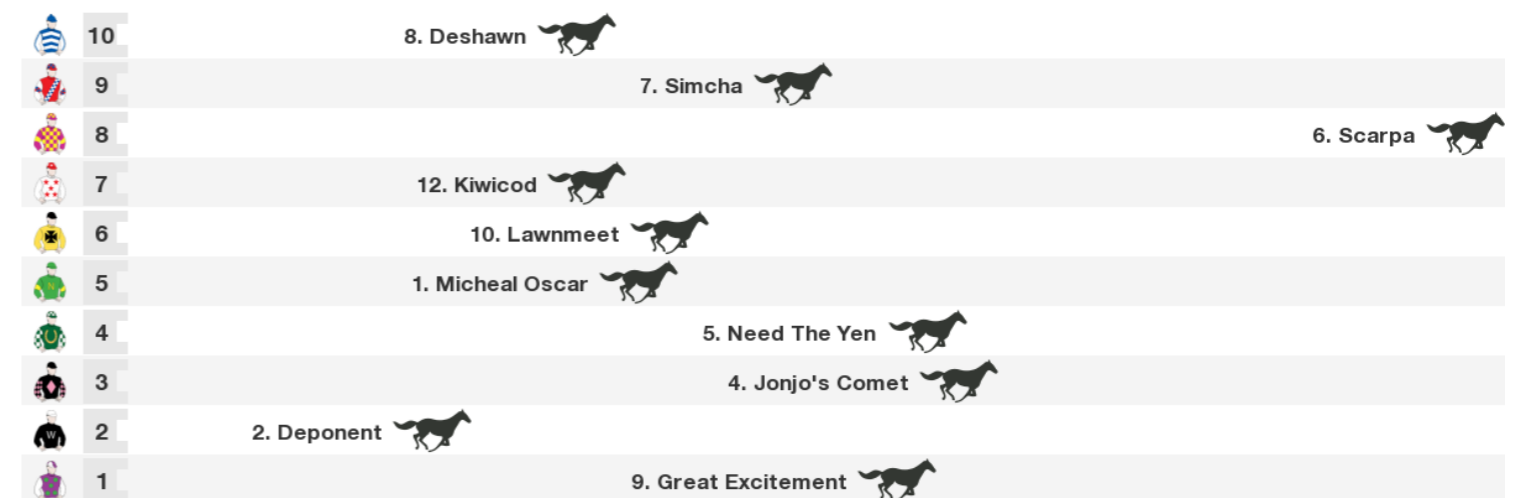 10 8. Deshawn
9 7. Simcha
8 6. Scarpa
7 12. Kiwicod
6 10. Lawnmeet
N 5 1. Micheal Oscar
4 5. Need The Yen
3 4. Jonjo's Comet
W 2 2. Deponent
1 9. Great Excitement